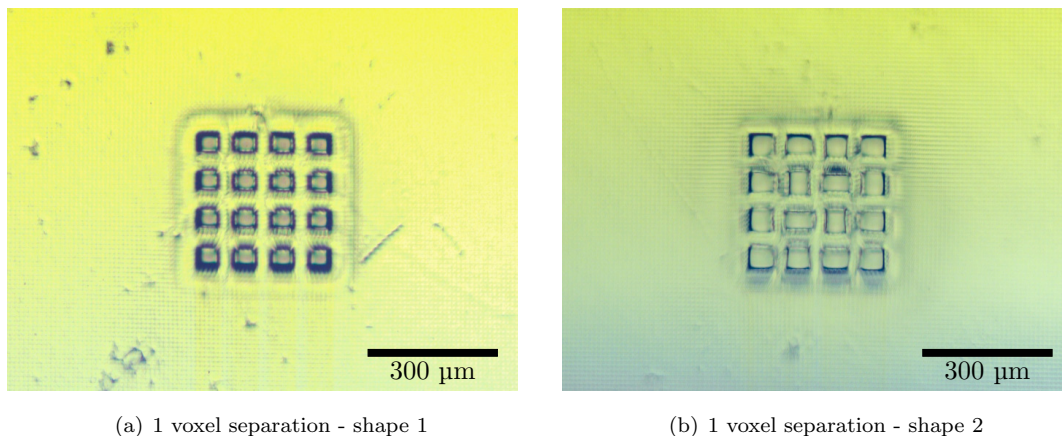 300 µm
300 µm
(a) 1 voxel separation - shape 1
(b) 1 voxel separation - shape 2